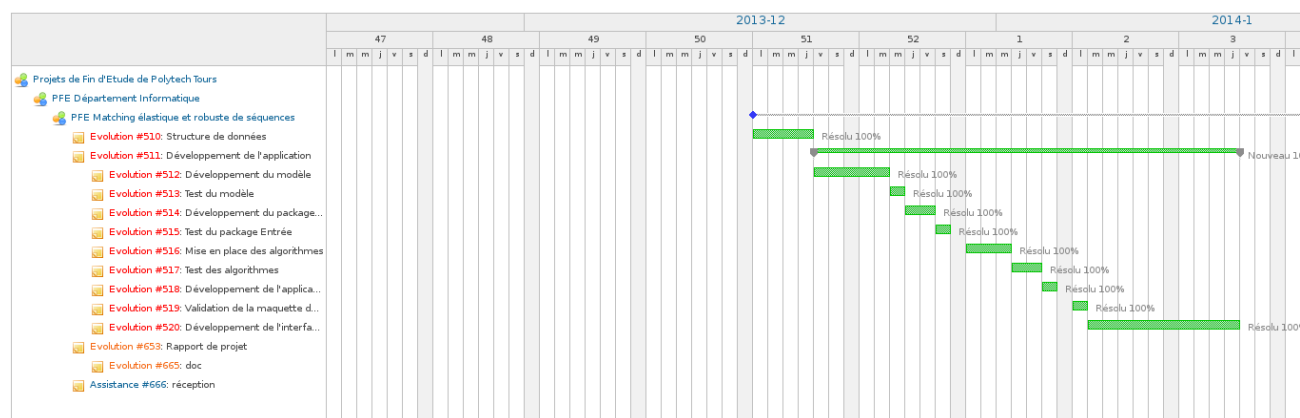 2013-12 2014-1
47 48 49 50 51 52 1 2 3
l m m j v s d l m m j v s d l m m j v s d l m m j v s d l m m j v s d l m m j v s d l m m j v s d l m m j v s d l m m j v s d l
Projets de Fin d'Etude de Polytech Tours
PFE Département Informatique
PFE Matching élastique et robuste de séquences
Evolution #510: Structure de données Résolu 100%
Evolution #511: Développement de l'application Nouveau 10
Evolution #512: Développement du modèle Résolu 100%
Evolution #513: Test du modèle Résolu 100%
Evolution #514: Développement du package... Résolu 100%
Evolution #515: Test du package Entrée Résolu 100%
Evolution #516: Mise en place des algorithmes Résolu 100%
Evolution #517: Test des algorithmes Résolu 100%
Evolution #518: Développement de l'applica... Résolu 100%
Evolution #519: Validation de la maquette d... Résolu 100%
Evolution #520: Développement de l'interfa... Résolu 100%
Evolution #653: Rapport de projet
Evolution #665: doc
Assistance #666: réception